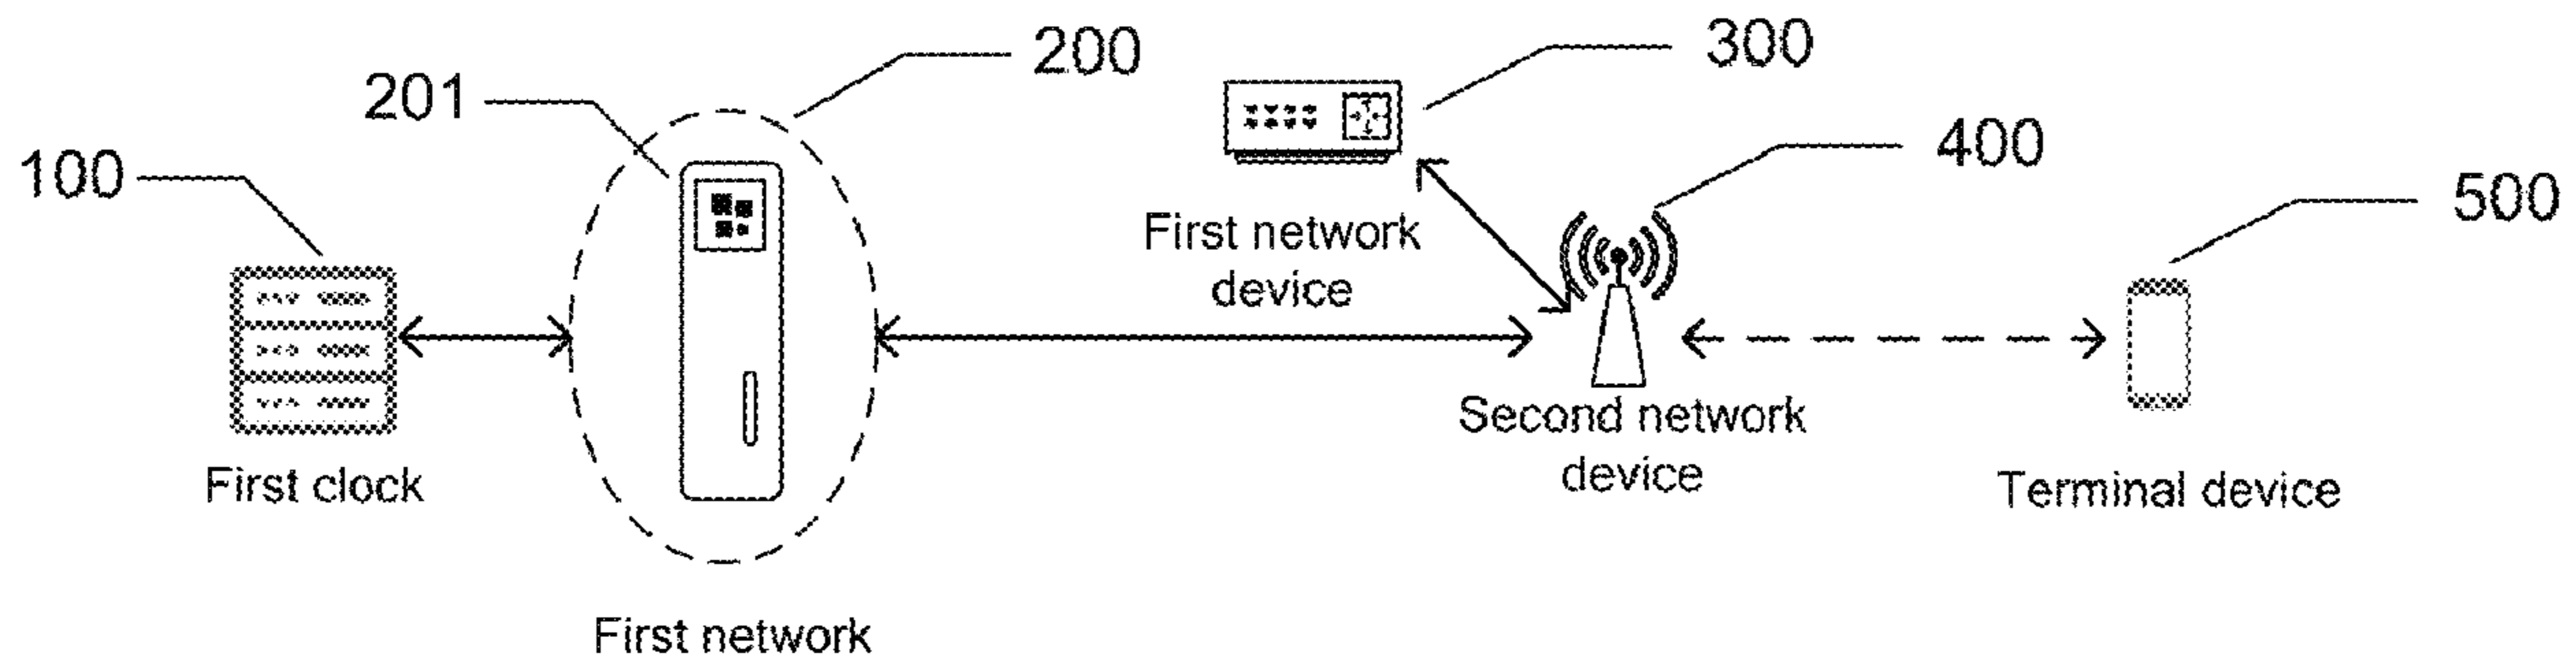 200
300
201
400
100
500
First network
device
Second network
device
First clock
Terminal device
First network